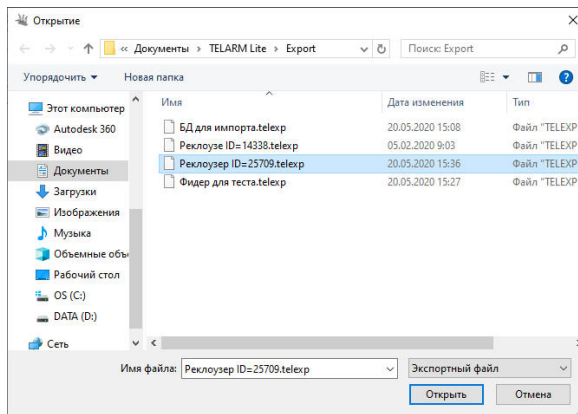 Открытие
« Документы › TELARM Lite › Export
Поиск: Export
Упорядочить
Новая папка
Имя Дата изменения Тип
Этот компьютер
Autodesk 360
Видео
Документы
Загрузки
Изображения
Музыка
Объемные объ
Рабочий стол
OS (C:)
DATA (D:)
Сеть
БД для импорта.telexp 20.05.2020 15:08 Файл "TELEXP
Реклоузе ID=14338.telexp 05.02.2020 9:03 Файл "TELEXP
Реклоузер ID=25709.telexp 20.05.2020 15:36 Файл "TELEXP
Фидер для теста.telexp 20.05.2020 15:27 Файл "TELEXP
Имя файла: Реклоузер ID=25709.telexp
Экспортный файл
Открыть Отмена